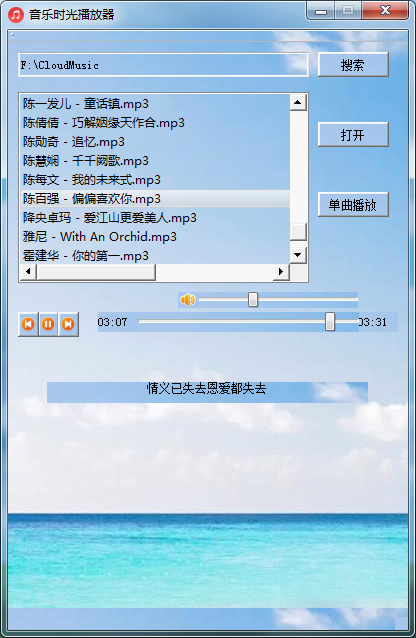 音乐时光播放器
F:\CloudMusic
搜索
陈一发儿 - 童话镇.mp3
陈倩倩 - 巧解姻缘天作合.mp3
陈勋奇 - 追忆.mp3
陈慧娴 - 千千阙歌.mp3
陈每文 - 我的未来式.mp3
陈百强 - 偏偏喜欢你.mp3
降央卓玛 - 爱江山更爱美人.mp3
雅尼 - With An Orchid.mp3
霍建华 - 你的第一.mp3
打开
单曲播放
03:07
03:31
情义已失去恩爱都失去